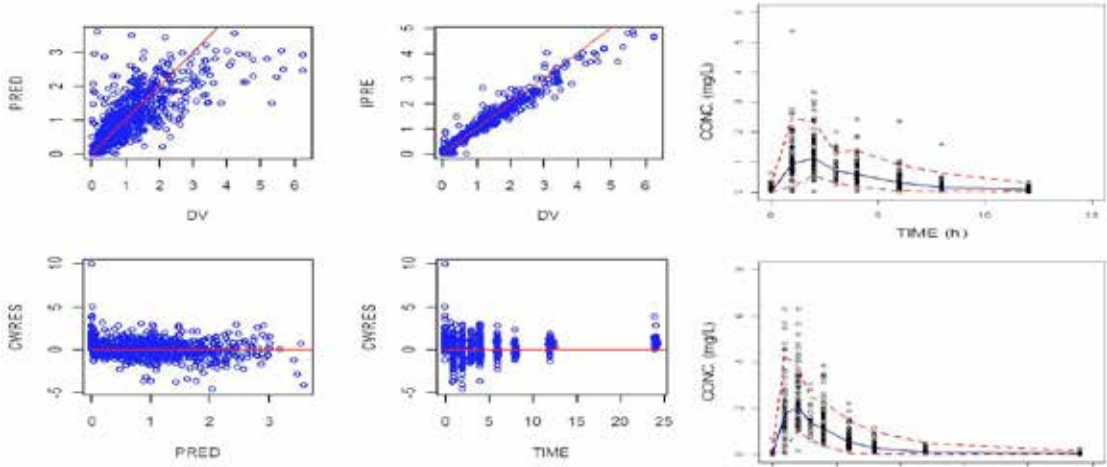 PRED
0 1 2 3
0 1 2 3 4 5 6
DV
IPRE
0 1 2 3 4 5
0 1 2 3 4 5 6
DV
CONC. (mg/L)
0
5
TIME (h)
CWRES
-5 0 5 10
0 1 2 3
PRED
CWRES
-5 0 5 10
0 5 10 15 20 25
TIME
CONC (mg/L)